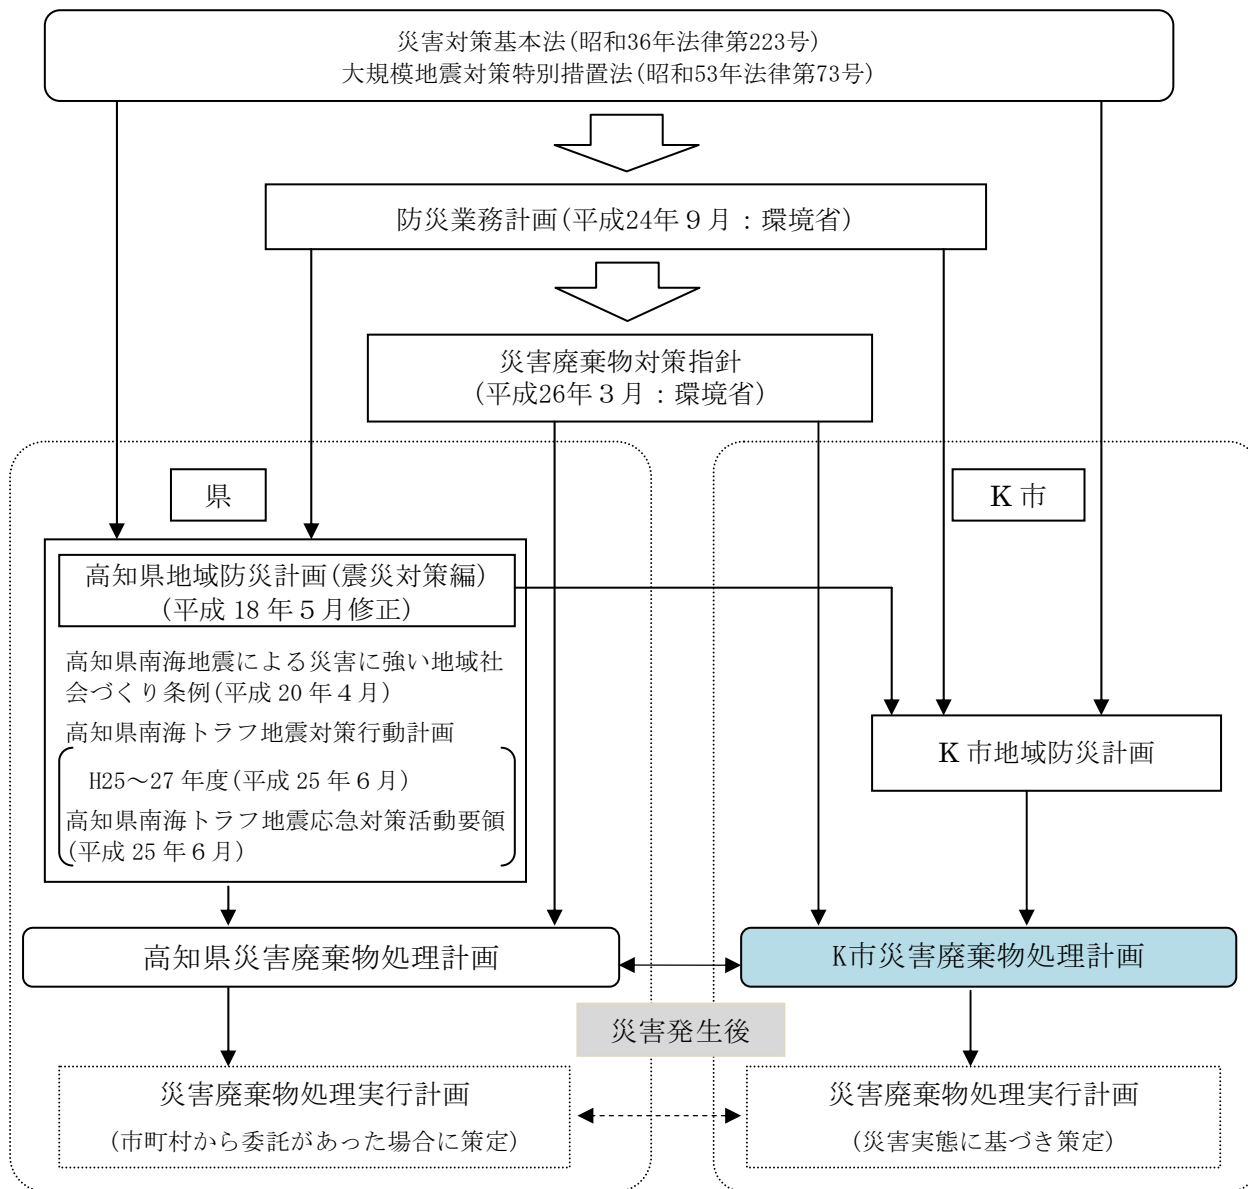 災害対策基本法(昭和36年法律第223号)
大規模地震対策特別措置法(昭和53年法律第73号)
防災業務計画(平成24年９月：環境省)
災害廃棄物対策指針
(平成26年３月：環境省)
県
K 市
高知県地域防災計画(震災対策編)
(平成 18 年５月修正)
高知県南海地震による災害に強い地域社
会づくり条例(平成 20 年４月)
高知県南海トラフ地震対策行動計画
H25～27 年度(平成 25 年６月)
高知県南海トラフ地震応急対策活動要領
(平成 25 年６月)
K 市地域防災計画
高知県災害廃棄物処理計画
K市災害廃棄物処理計画
災害発生後
災害廃棄物処理実行計画
(市町村から委託があった場合に策定)
災害廃棄物処理実行計画
(災害実態に基づき策定)